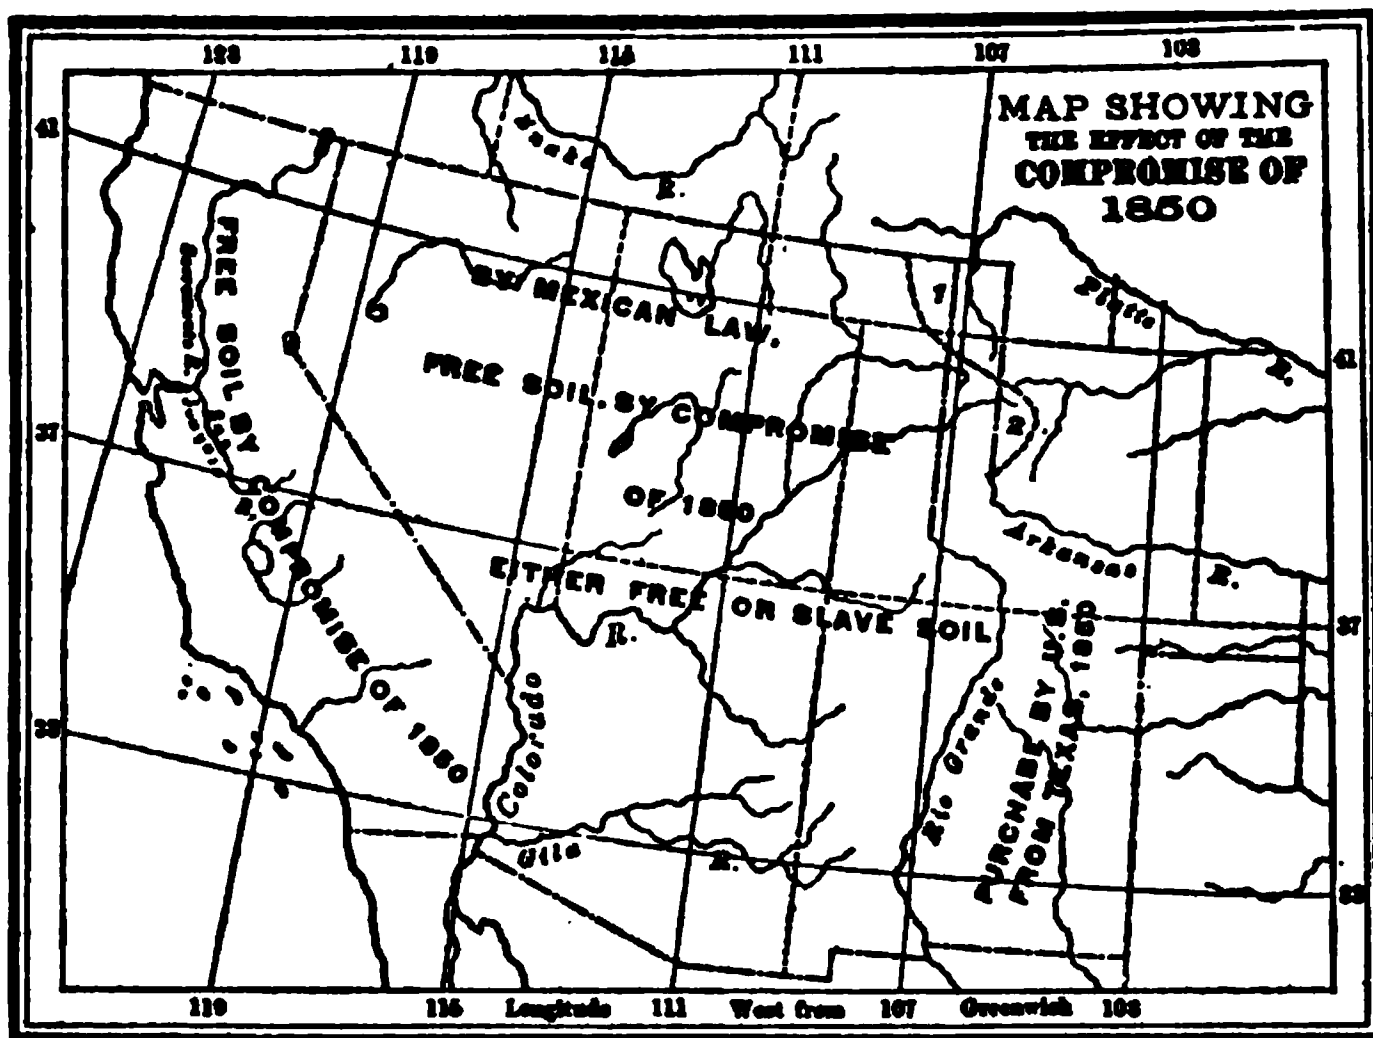 123 119 115 111 107 103
MAP SHOWING
THE EFFECT OF THE
COMPROMISE OF
1850
41
Snake
R.
FREE SOIL BY
Sacramento R.
BY MEXICAN LAW.
1
Platte
R.
41
FREE SOIL. BY COMPROMISE
2
37
OF 1850
R.
COMPROMISE OF 1850
Arkansas
R.
EITHER FREE OR SLAVE SOIL
37
R.
Colorado
Rio Grande
PURCHASE BY U.S.
FROM TEXAS, 1850
33
Gila
R.
33
119 115 Longitude 111 West from 107 Greenwich 103